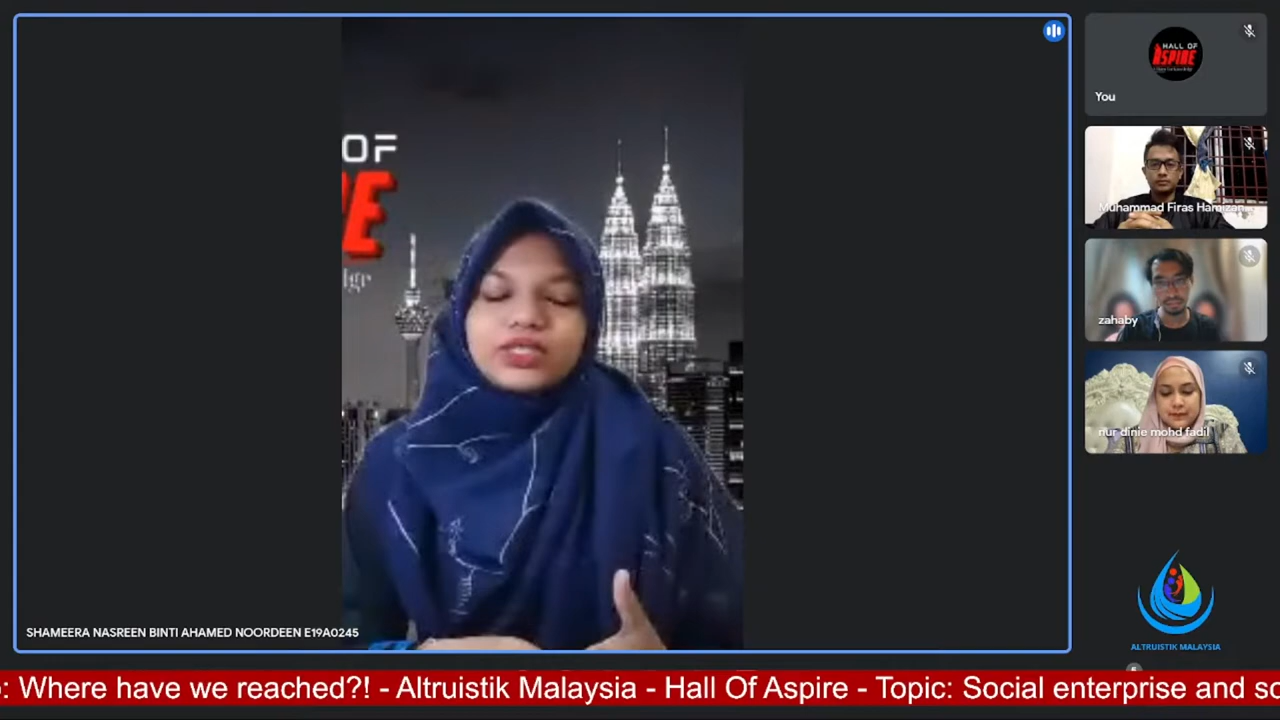 OF
E
lge
SHAMEERA NASREEN BINTI AHAMED NOORDEEN E19A0245
HALL OF
ASPIRE
You
Muhammad Firas Hamizan...
zahaby
nur dinie mohd fadil
ALTRUISTIK MALAYSIA
: Where have we reached?! - Altruistik Malaysia - Hall Of Aspire - Topic: Social enterprise and so